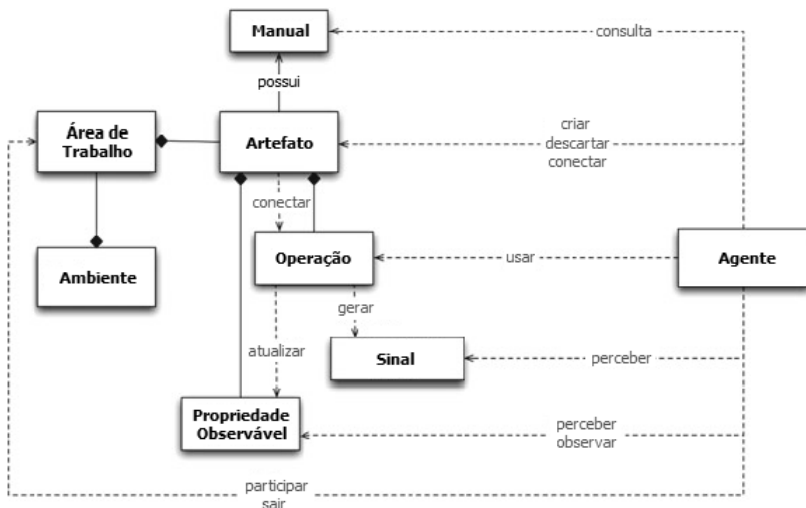 Manual
consulta
possui
Área de
Trabalho
Artefato
criar
descartar
conectar
conectar
Ambiente
Operação
usar
Agente
gerar
atualizar
Sinal
perceber
Propriedade
Observável
perceber
observar
participar
sair